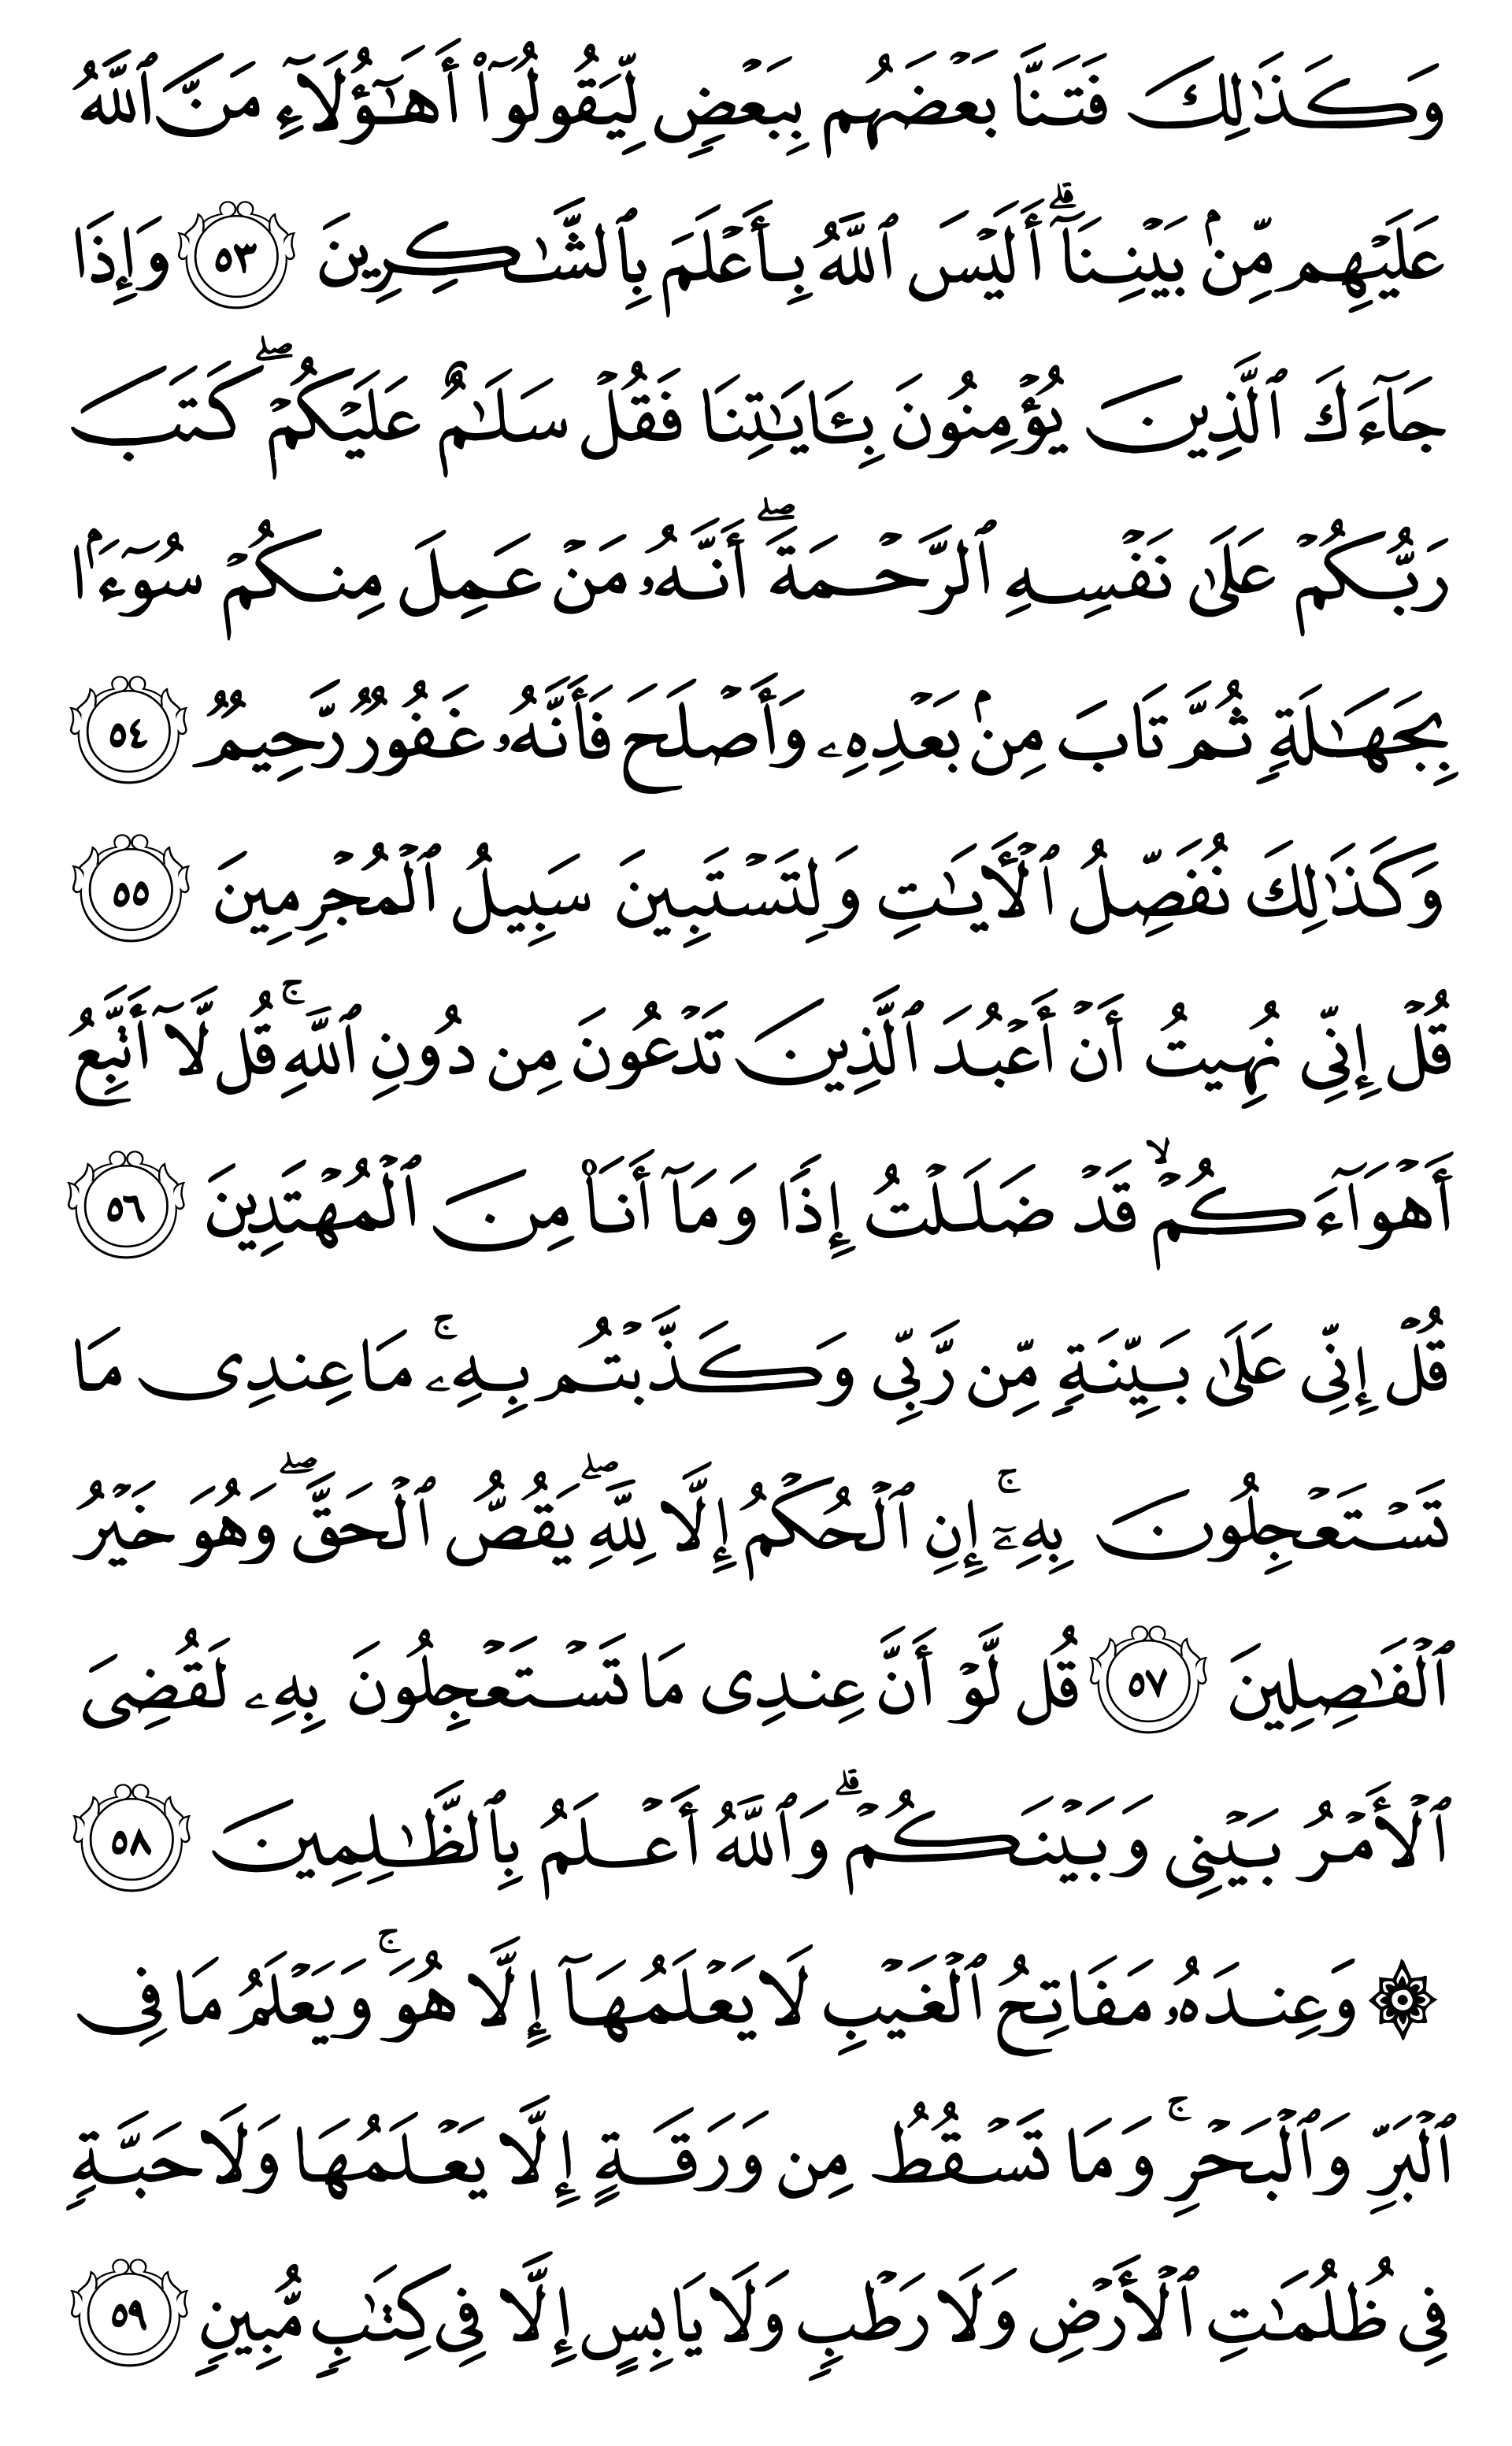 وَكَذَٰلِكَ فَتَنَّا بَعۡضَهُم بِبَعۡضٍ لِّيَقُولُوٓاْ أَهَٰٓؤُلَآءِ مَنَّ ٱللَّهُ
عَلَيۡهِم مِّنۢ بَيۡنِنَآۗ أَلَيۡسَ ٱللَّهُ بِأَعۡلَمَ بِٱلشَّٰكِرِينَ ٥٣ وَإِذَا
جَآءَكَ ٱلَّذِينَ يُؤۡمِنُونَ بِـَٔايَٰتِنَا فَقُلۡ سَلَٰمٌ عَلَيۡكُمۡۖ كَتَبَ
رَبُّكُمۡ عَلَىٰ نَفۡسِهِ ٱلرَّحۡمَةَۖ أَنَّهُۥ مَنۡ عَمِلَ مِنكُمۡ سُوٓءَۢا
بِجَهَٰلَةٖ ثُمَّ تَابَ مِنۢ بَعۡدِهِۦ وَأَصۡلَحَ فَأَنَّهُۥ غَفُورٞ رَّحِيمٞ ٥٤
وَكَذَٰلِكَ نُفَصِّلُ ٱلۡأٓيَٰتِ وَلِتَسۡتَبِينَ سَبِيلُ ٱلۡمُجۡرِمِينَ ٥٥
قُلۡ إِنِّي نُهِيتُ أَنۡ أَعۡبُدَ ٱلَّذِينَ تَدۡعُونَ مِن دُونِ ٱللَّهِۚ قُل لَّآ أَتَّبِعُ
أَهۡوَآءَكُمۡۙ قَدۡ ضَلَلۡتُ إِذٗا وَمَآ أَنَا۠ مِنَ ٱلۡمُهۡتَدِينَ ٥٦
قُلۡ إِنِّي عَلَىٰ بَيِّنَةٖ مِّن رَّبِّي وَكَذَّبۡتُم بِهِۦۚ مَا عِندِي مَا
تَسۡتَعۡجِلُونَ بِهِۦٓۚ إِنِ ٱلۡحُكۡمُ إِلَّا لِلَّهِۖ يَقُصُّ ٱلۡحَقَّۖ وَهُوَ خَيۡرُ
ٱلۡفَٰصِلِينَ ٥٧ قُل لَّوۡ أَنَّ عِندِي مَا تَسۡتَعۡجِلُونَ بِهِۦ لَقُضِيَ
ٱلۡأَمۡرُ بَيۡنِي وَبَيۡنَكُمۡۗ وَٱللَّهُ أَعۡلَمُ بِٱلظَّٰلِمِينَ ٥٨
۞ وَعِندَهُۥ مَفَاتِحُ ٱلۡغَيۡبِ لَا يَعۡلَمُهَآ إِلَّا هُوَۚ وَيَعۡلَمُ مَا فِي
ٱلۡبَرِّ وَٱلۡبَحۡرِۚ وَمَا تَسۡقُطُ مِن وَرَقَةٍ إِلَّا يَعۡلَمُهَا وَلَا حَبَّةٖ
فِي ظُلُمَٰتِ ٱلۡأَرۡضِ وَلَا رَطۡبٖ وَلَا يَابِسٍ إِلَّا فِي كِتَٰبٖ مُّبِينٖ ٥٩